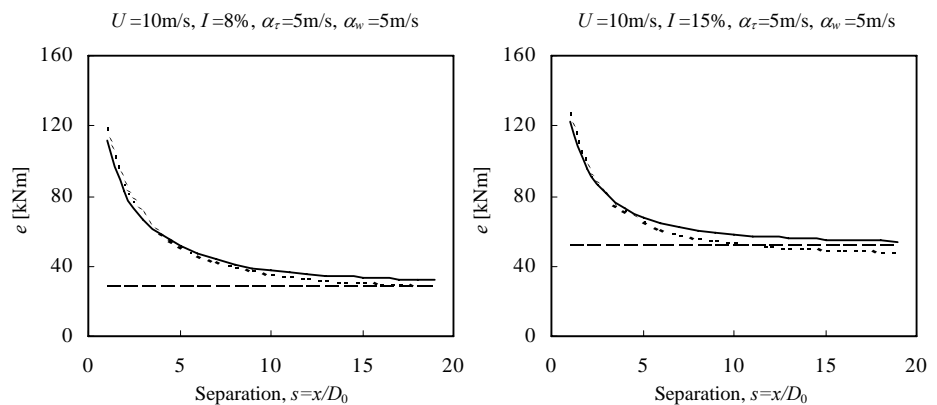 U=10m/s, I=8%, ατ=5m/s, αw=5m/s
160
120
80
40
0
e [kNm]
0 5 10 15 20
Separation, s=x/D0
U=10m/s, I=15%, ατ=5m/s, αw=5m/s
160
120
80
40
0
e [kNm]
0 5 10 15 20
Separation, s=x/D0